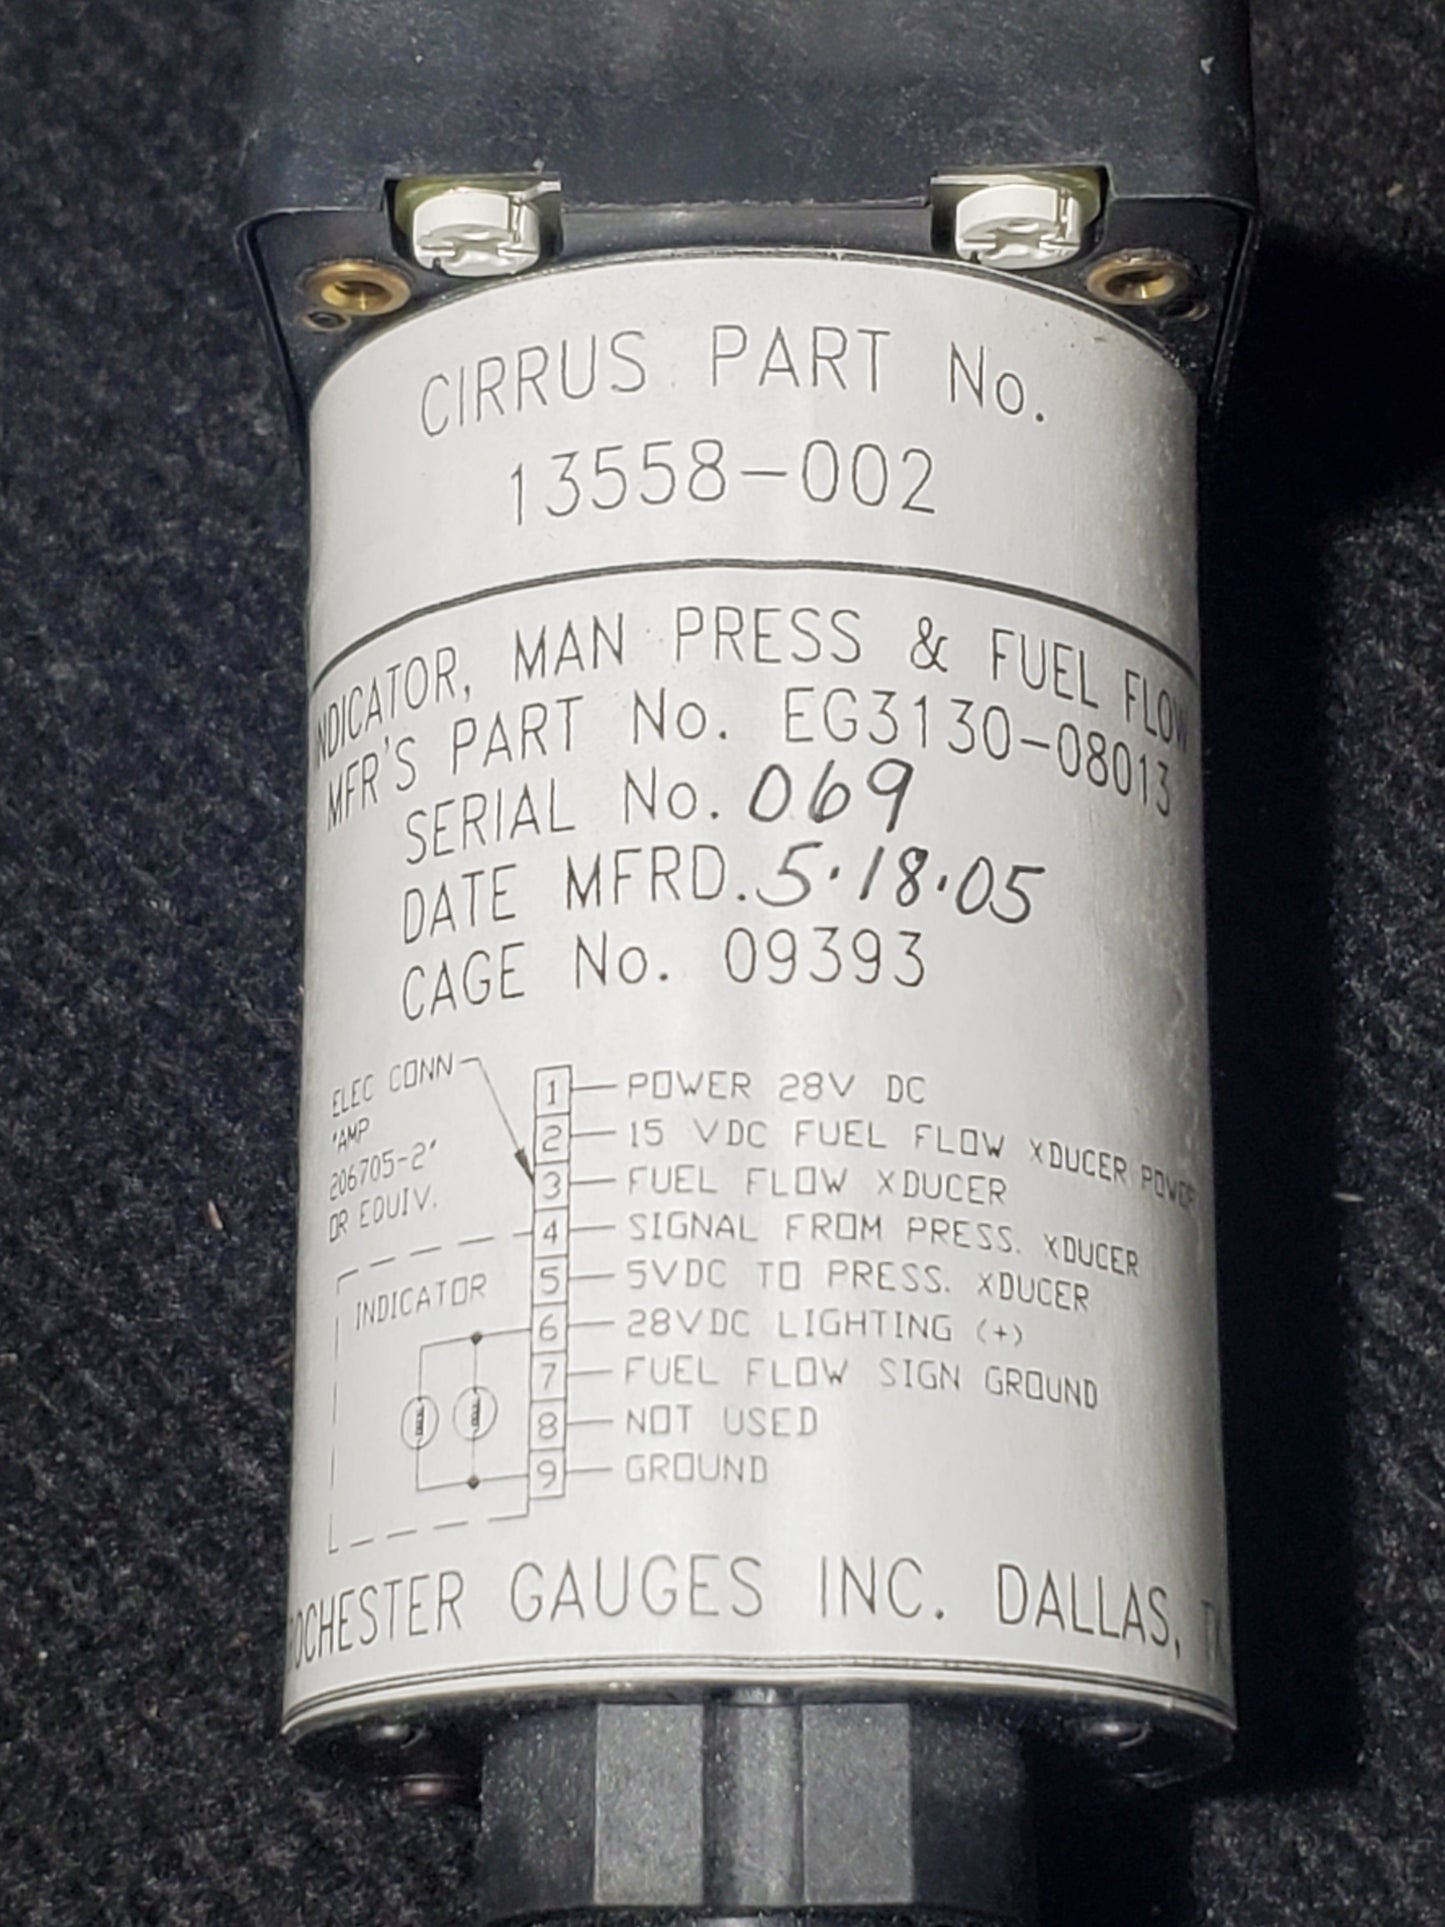 CIRRUS PART No.
13558-002
INDICATOR, MAN PRESS & FUEL FLOW
MFR'S PART No. EG3130-08013
SERIAL No. 069
DATE MFRD. 5·18·05
CAGE No. 09393
ELEC CONN
"AMP
206705-2"
OR EQUIV.
INDICATOR
1 POWER 28V DC
2 15 VDC FUEL FLOW XDUCER POWER
3 FUEL FLOW XDUCER
4 SIGNAL FROM PRESS. XDUCER
5 5VDC TO PRESS. XDUCER
6 28VDC LIGHTING (+)
7 FUEL FLOW SIGN GROUND
8 NOT USED
9 GROUND
ROCHESTER GAUGES INC. DALLAS, TX